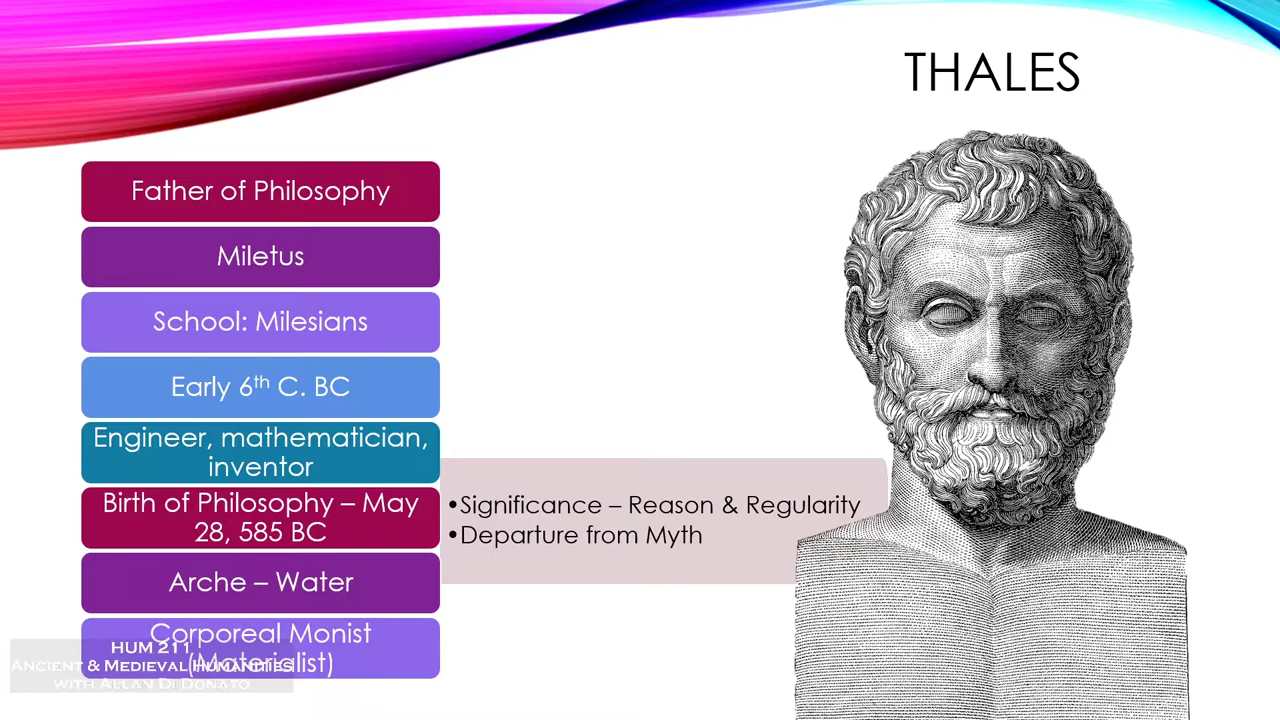 THALES
Father of Philosophy
Miletus
School: Milesians
Early 6th C. BC
Engineer, mathematician,
inventor
Birth of Philosophy – May
28, 585 BC
•Significance – Reason & Regularity
•Departure from Myth
Arche – Water
Corporeal Monist
(Materialist)
HUM 211
Ancient & Medieval Humanities
with Allan Di Donato